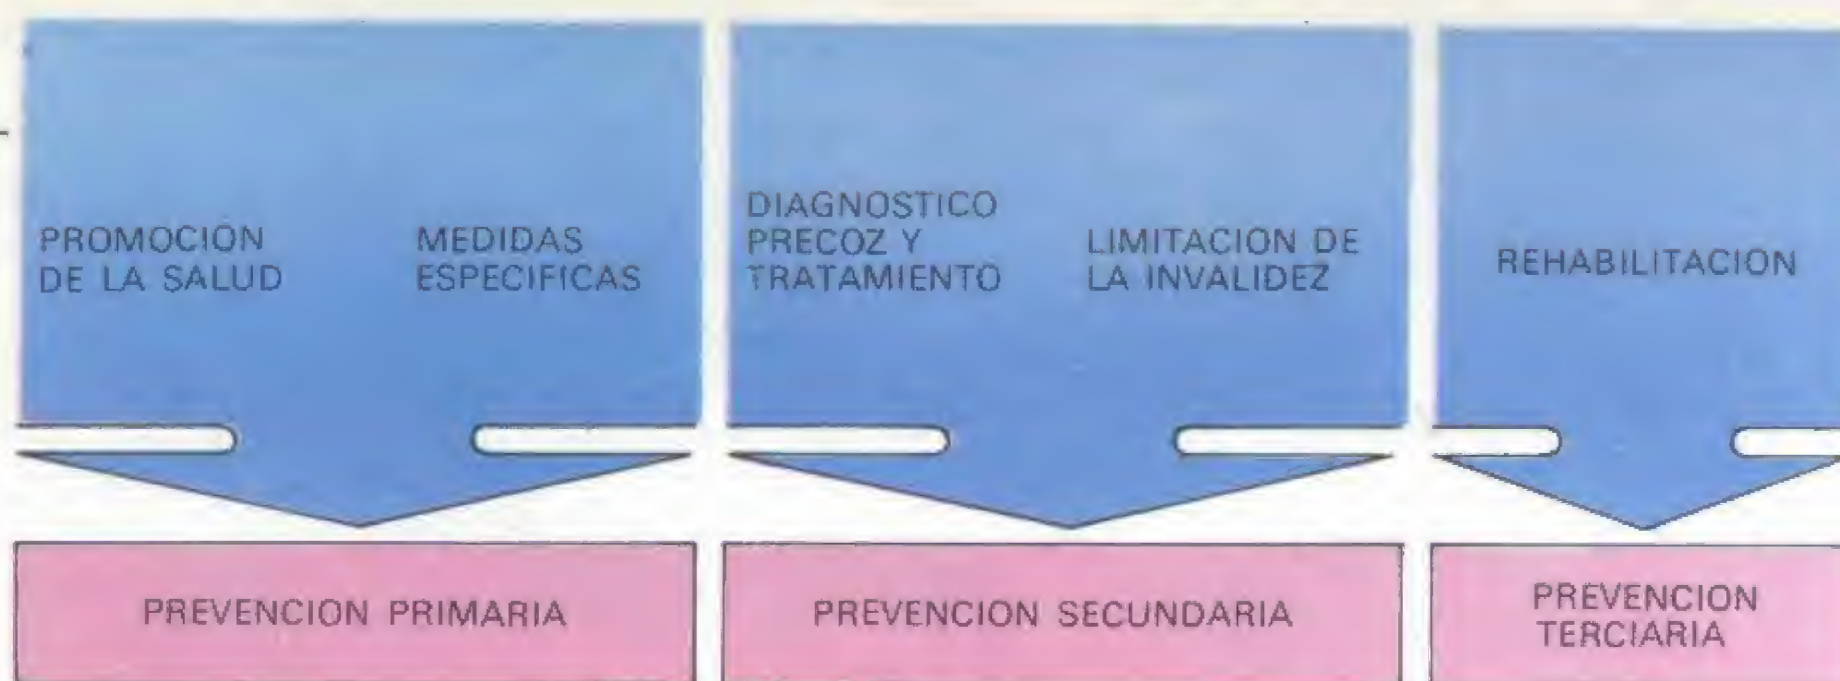 PROMOCION
DE LA SALUD
MEDIDAS
ESPECIFICAS
DIAGNOSTICO
PRECOZ Y
TRATAMIENTO
LIMITACION DE
LA INVALIDEZ
REHABILITACION
PREVENCION PRIMARIA
PREVENCION SECUNDARIA
PREVENCION
TERCIARIA